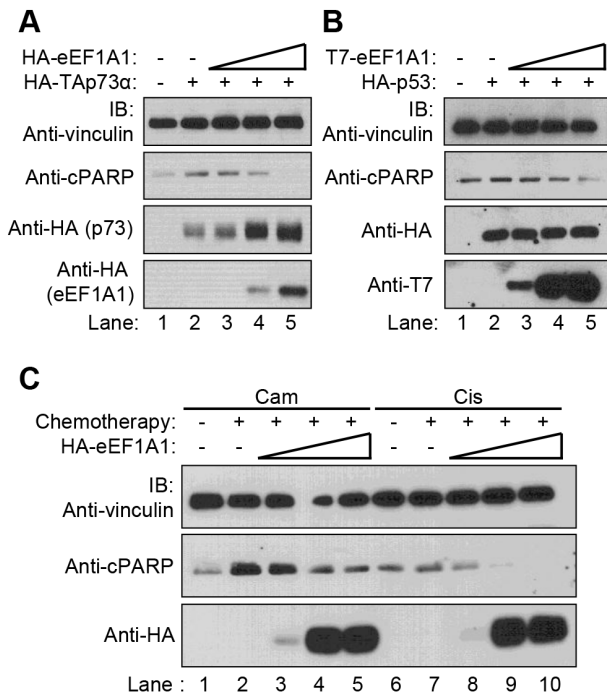 A
HA-eEF1A1: - -
HA-TAp73α: - + + + +
IB:
Anti-vinculin
Anti-cPARP
Anti-HA (p73)
Anti-HA
(eEF1A1)
Lane: 1 2 3 4 5
B
T7-eEF1A1: - -
HA-p53: - + + + +
IB:
Anti-vinculin
Anti-cPARP
Anti-HA
Anti-T7
Lane: 1 2 3 4 5
C
Cam Cis
Chemotherapy: - + + + + - + + + +
HA-eEF1A1: - - - -
IB:
Anti-vinculin
Anti-cPARP
Anti-HA
Lane : 1 2 3 4 5 6 7 8 9 10